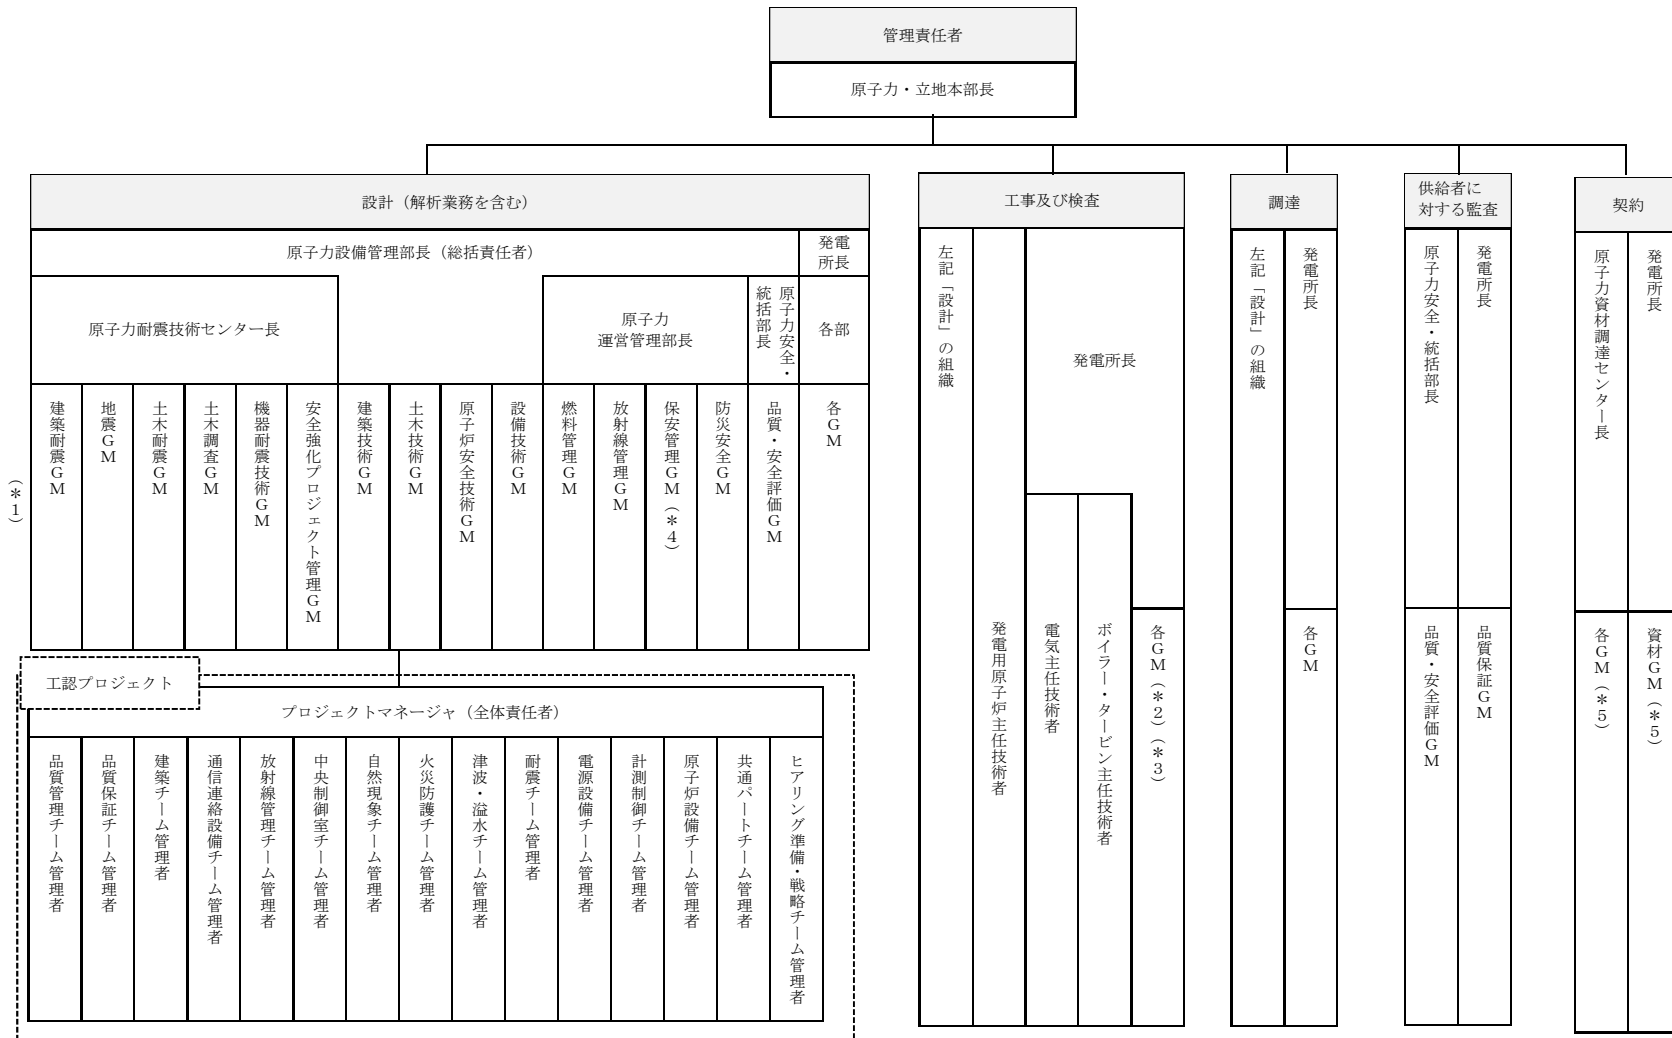 管理責任者
原子力・立地本部長
設計（解析業務を含む）
原子力設備管理部長（総括責任者）
発電
所長
原子力耐震技術センター長
原子力
運営管理部長
原子力安全・
統括部長
各部
建築耐震GM
地震GM
土木耐震GM
土木調査GM
機器耐震技術GM
安全強化プロジェクト管理GM
建築技術GM
土木技術GM
原子炉安全技術GM
設備技術GM
燃料管理GM
放射線管理GM
保安管理GM（＊4）
防災安全GM
品質・安全評価GM
各GM
（＊1）
工認プロジェクト
プロジェクトマネージャ（全体責任者）
品質管理チーム管理者
品質保証チーム管理者
建築チーム管理者
通信連絡設備チーム管理者
放射線管理チーム管理者
中央制御室チーム管理者
自然現象チーム管理者
火災防護チーム管理者
津波・溢水チーム管理者
耐震チーム管理者
電源設備チーム管理者
計測制御チーム管理者
原子炉設備チーム管理者
共通パートチーム管理者
ヒアリング準備・戦略チーム管理者
工事及び検査
左記「設計」の組織
発電用原子炉主任技術者
発電所長
電気主任技術者
ボイラー・タービン主任技術者
各GM（＊2）（＊3）
調達
左記「設計」の組織
発電所長
各GM
供給者に
対する監査
原子力安全・統括部長
発電所長
品質・安全評価GM
品質保証GM
契約
原子力資材調達センター長
発電所長
各GM（＊5）
資材GM（＊5）